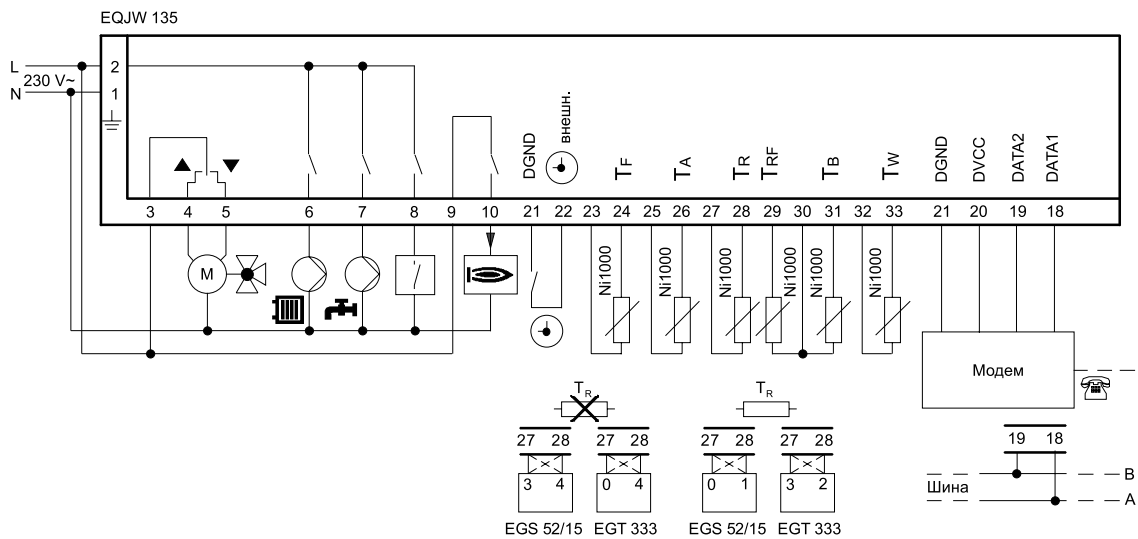 EQJW 135
L
230 V~
N
2
1
DGND
внешн.
TF
TA
TR
TRF
TB
TW
DGND
DVCC
DATA2
DATA1
3 4 5 6 7 8 9 10 21 22 23 24 25 26 27 28 29 30 31 32 33 21 20 19 18
M
Ni1000
Ni1000
Ni1000
Ni1000
Ni1000
Ni1000
Модем
TR
TR
27 28
27 28
27 28
27 28
3 4
0 4
0 1
3 2
EGS 52/15
EGT 333
EGS 52/15
EGT 333
19 18
Шина
B
A